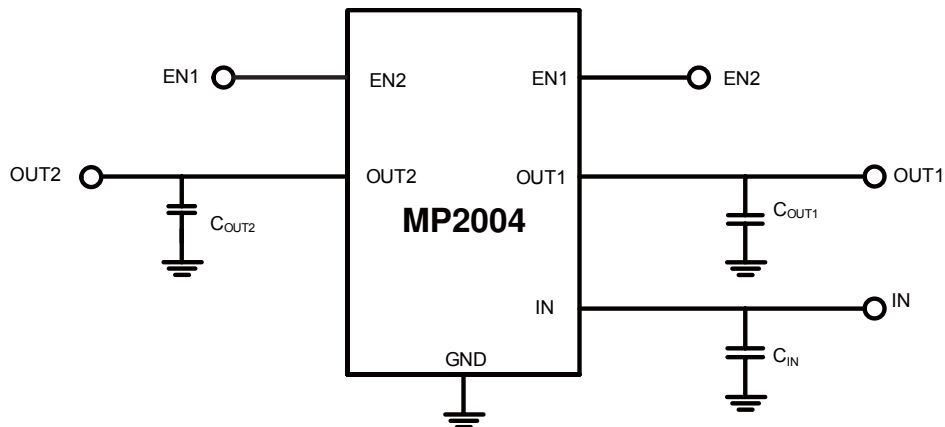 EN1 EN2 EN1 EN2
OUT2 OUT2 OUT1 OUT1
COUT2 MP2004 COUT1
IN IN
GND CIN